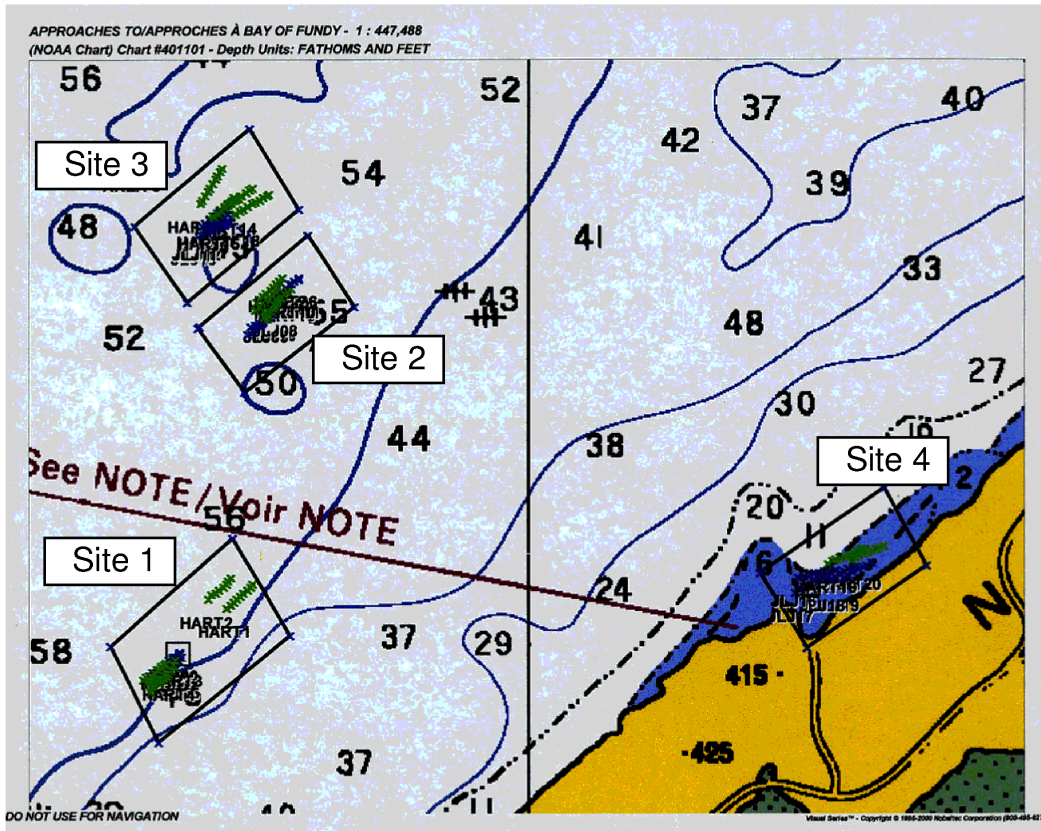 APPROACHES TO/APPROCHES À BAY OF FUNDY - 1 : 447,488
(NOAA Chart) Chart #401101 - Depth Units: FATHOMS AND FEET
56
52
37
40
42
Site 3
54
39
48
41
33
43
52
48
Site 2
27
50
30
44
38
Site 4
2
See NOTE/Voir NOTE
20
56
11
Site 1
6
24
HART2
HART1
37
29
58
N
415
425
37
DO NOT USE FOR NAVIGATION